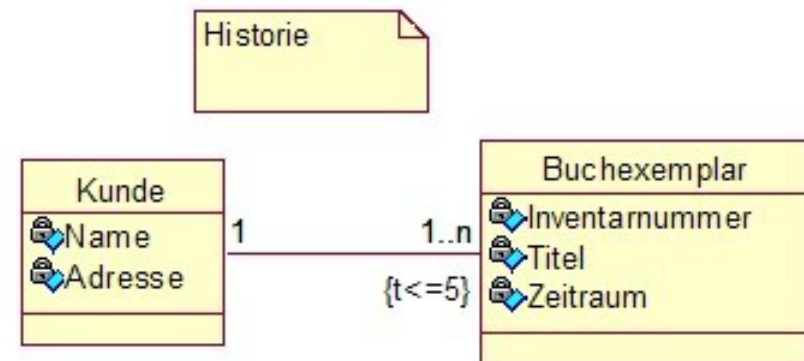 Historie
Kunde
Name
Adresse
1
1..n
{t<=5}
Buchexemplar
Inventarnummer
Titel
Zeitraum